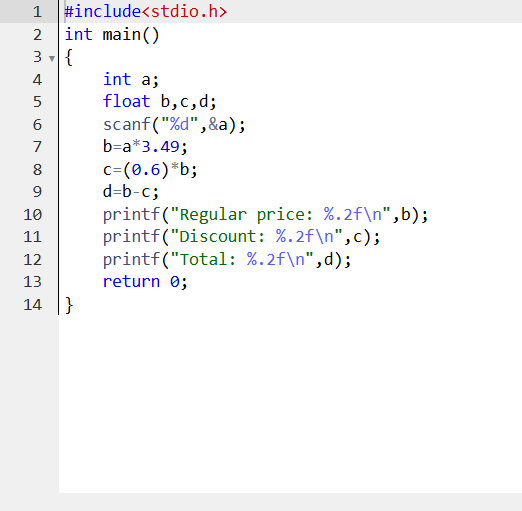 1 #include<stdio.h>
2 int main()
3 {
4 int a;
5 float b,c,d;
6 scanf("%d",&a);
7 b=a*3.49;
8 c=(0.6)*b;
9 d=b-c;
10 printf("Regular price: %.2f\n",b);
11 printf("Discount: %.2f\n",c);
12 printf("Total: %.2f\n",d);
13 return 0;
14 }